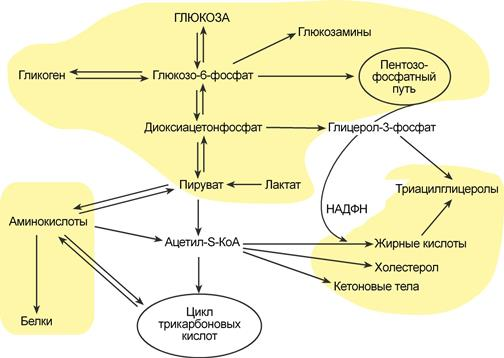 ГЛЮКОЗА
Глюкозамины
Гликоген
Глюкозо-6-фосфат
Пентозо-
фосфатный
путь
Диоксиацетонфосфат
Глицерол-3-фосфат
Пируват
Лактат
Триацилглицеролы
НАДФН
Аминокислоты
Ацетил-S-КоА
Жирные кислоты
Холестерол
Кетоновые тела
Белки
Цикл
трикарбоновых
кислот